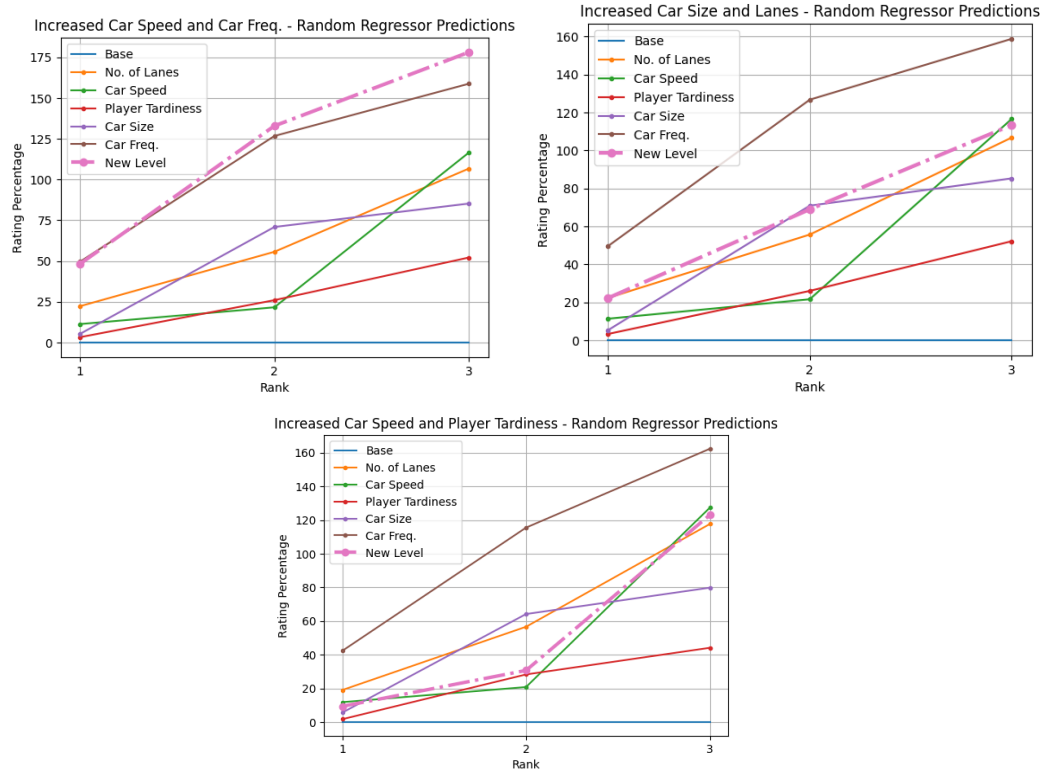 Increased Car Speed and Car Freq. - Random Regressor Predictions
Rating Percentage
175
150
125
100
75
50
25
0
Base
No. of Lanes
Car Speed
Player Tardiness
Car Size
Car Freq.
New Level
1 2 3
Rank
Increased Car Size and Lanes - Random Regressor Predictions
Rating Percentage
160
140
120
100
80
60
40
20
0
Base
No. of Lanes
Car Speed
Player Tardiness
Car Size
Car Freq.
New Level
1 2 3
Rank
Increased Car Speed and Player Tardiness - Random Regressor Predictions
Rating Percentage
160
140
120
100
80
60
40
20
0
Base
No. of Lanes
Car Speed
Player Tardiness
Car Size
Car Freq.
New Level
1 2 3
Rank